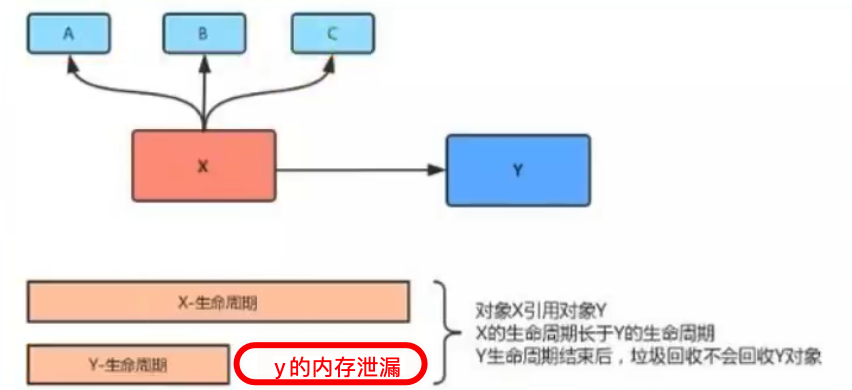 A
B
C
X
Y
X-生命周期
Y-生命周期
y的内存泄漏
对象X引用对象Y
X的生命周期长于Y的生命周期
Y生命周期结束后，垃圾回收不会回收Y对象